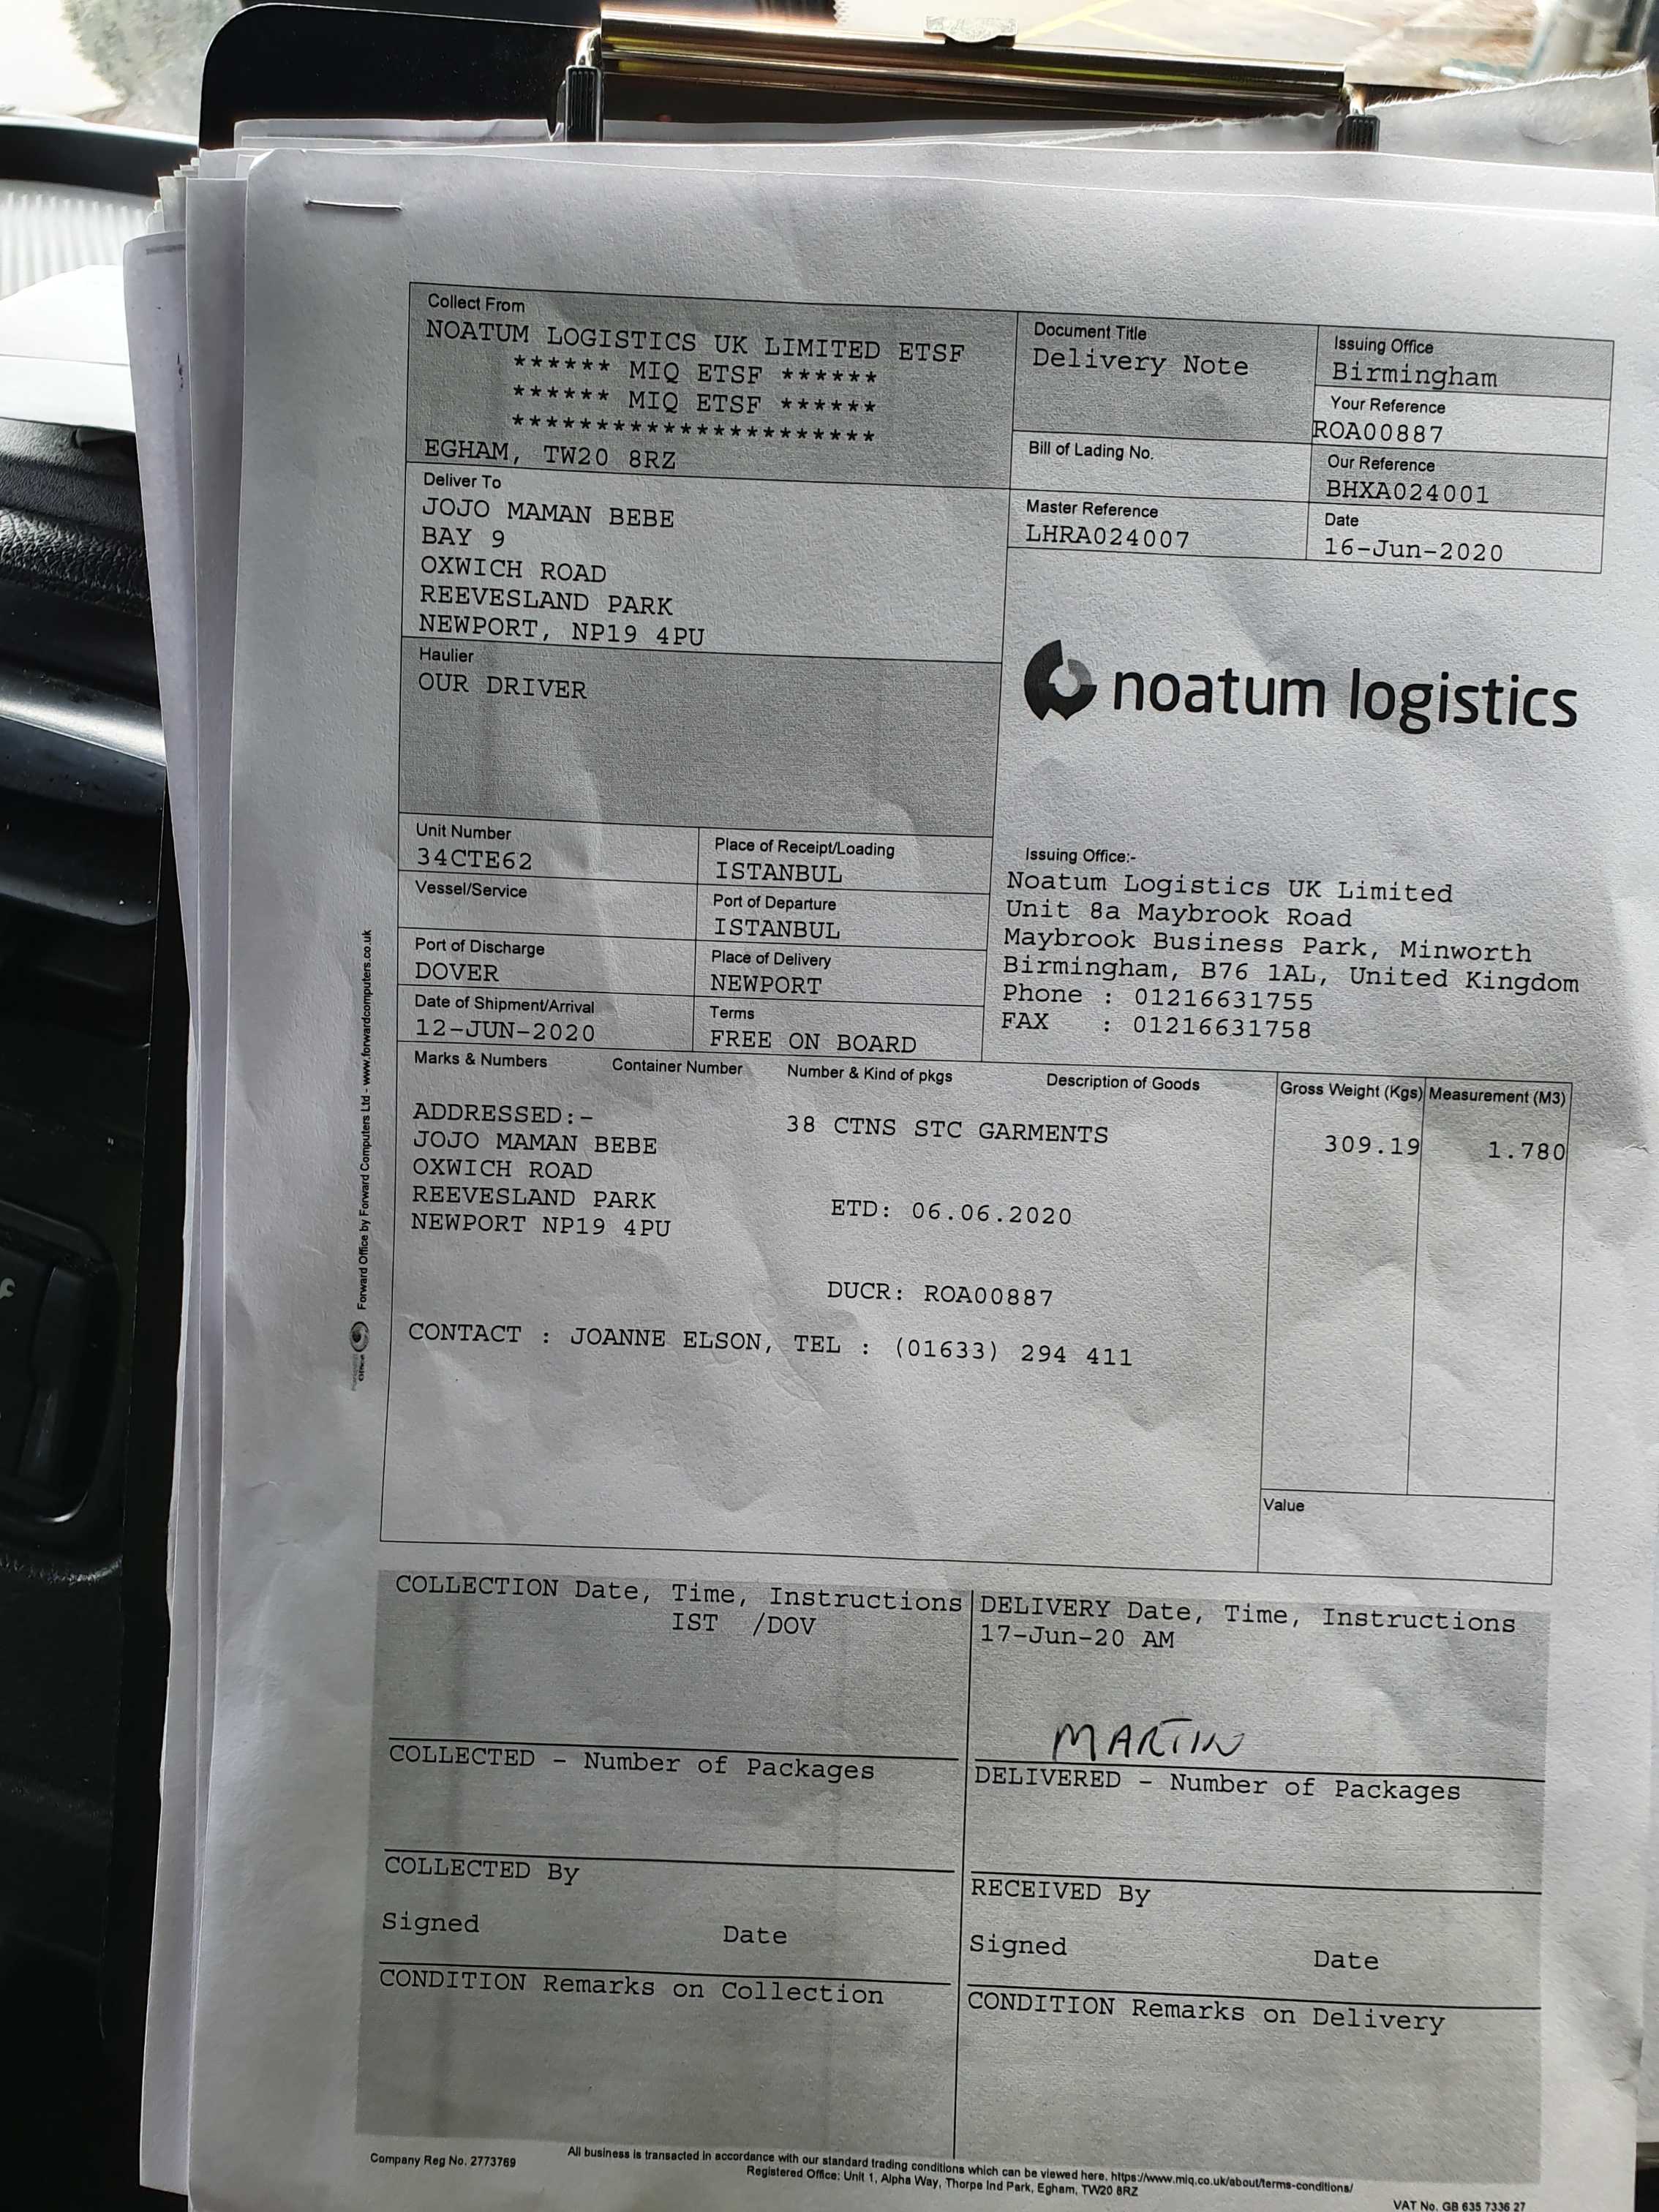 Collect From
NOATUM LOGISTICS UK LIMITED ETSF
****** MIQ ETSF ******
****** MIQ ETSF ******
**********************
EGHAM, TW20 8RZ
Document Title
Delivery Note
Issuing Office
Birmingham
Your Reference
ROA00887
Bill of Lading No.
Our Reference
BHXA024001
Master Reference
LHRA024007
Date
16-Jun-2020
Deliver To
JOJO MAMAN BEBE
BAY 9
OXWICH ROAD
REEVESLAND PARK
NEWPORT, NP19 4PU
Haulier
OUR DRIVER
noatum logistics
Unit Number
34CTE62
Place of Receipt/Loading
ISTANBUL
Vessel/Service
Port of Departure
ISTANBUL
Port of Discharge
DOVER
Place of Delivery
NEWPORT
Date of Shipment/Arrival
12-JUN-2020
Terms
FREE ON BOARD
Issuing Office:-
Noatum Logistics UK Limited
Unit 8a Maybrook Road
Maybrook Business Park, Minworth
Birmingham, B76 1AL, United Kingdom
Phone : 01216631755
FAX : 01216631758
Marks & Numbers Container Number Number & Kind of pkgs Description of Goods Gross Weight (Kgs) Measurement (M3)
ADDRESSED:- 38 CTNS STC GARMENTS 309.19 1.780
JOJO MAMAN BEBE
OXWICH ROAD
REEVESLAND PARK ETD: 06.06.2020
NEWPORT NP19 4PU
DUCR: ROA00887
CONTACT : JOANNE ELSON, TEL : (01633) 294 411
Value
Forward Office by Forward Computers Ltd - www.forwardcomputers.co.uk
COLLECTION Date, Time, Instructions
IST /DOV
DELIVERY Date, Time, Instructions
17-Jun-20 AM
MARTIN
COLLECTED - Number of Packages
DELIVERED - Number of Packages
COLLECTED By
Signed Date
RECEIVED By
Signed Date
CONDITION Remarks on Collection
CONDITION Remarks on Delivery
Company Reg No. 2773769
All business is transacted in accordance with our standard trading conditions which can be viewed here. https://www.miq.co.uk/about/terms-conditions/
Registered Office: Unit 1, Alpha Way, Thorpe Ind Park, Egham, TW20 8RZ
VAT No. GB 635 7336 27